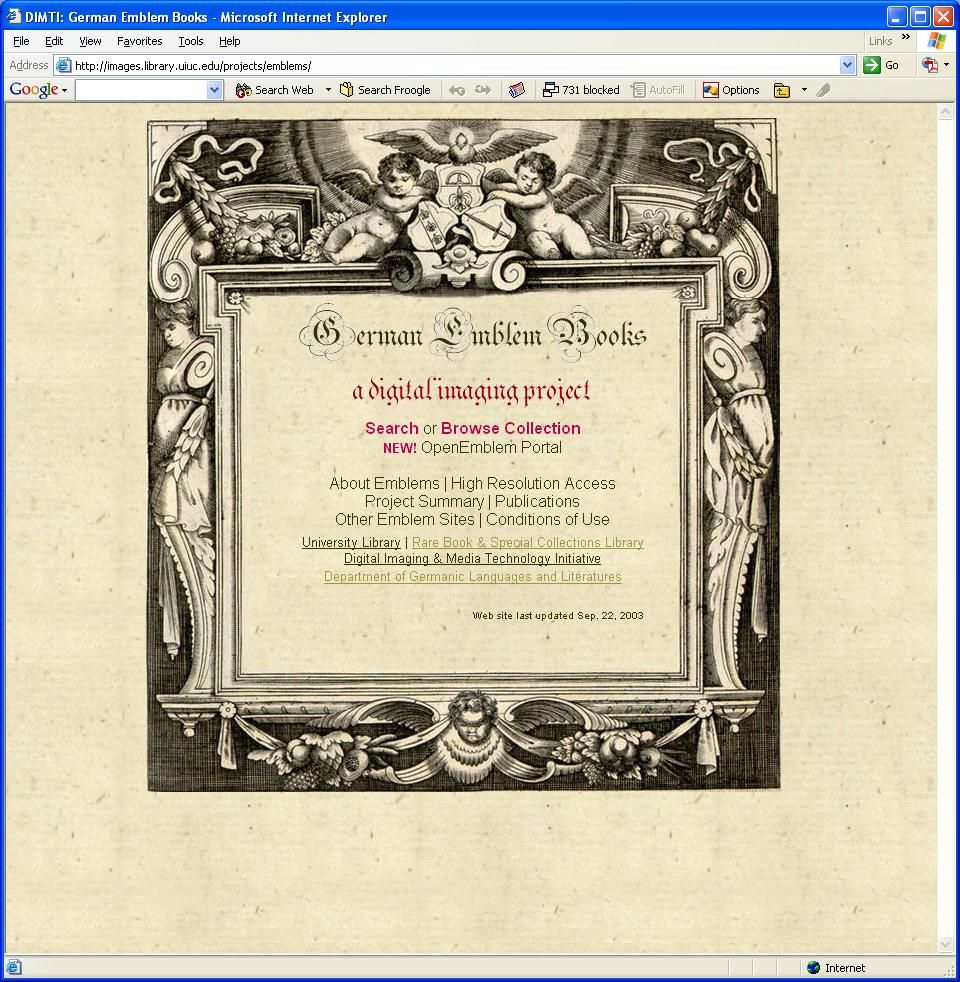 DIMTI: German Emblem Books - Microsoft Internet Explorer
File Edit View Favorites Tools Help Links »
Address http://images.library.uiuc.edu/projects/emblems/ Go
Google Search Web Search Froogle 731 blocked AutoFill Options
German Emblem Books
a digital imaging project
Search or Browse Collection
NEW! OpenEmblem Portal
About Emblems | High Resolution Access
Project Summary | Publications
Other Emblem Sites | Conditions of Use
University Library | Rare Book & Special Collections Library
Digital Imaging & Media Technology Initiative
Department of Germanic Languages and Literatures
Web site last updated Sep. 22, 2003
Internet